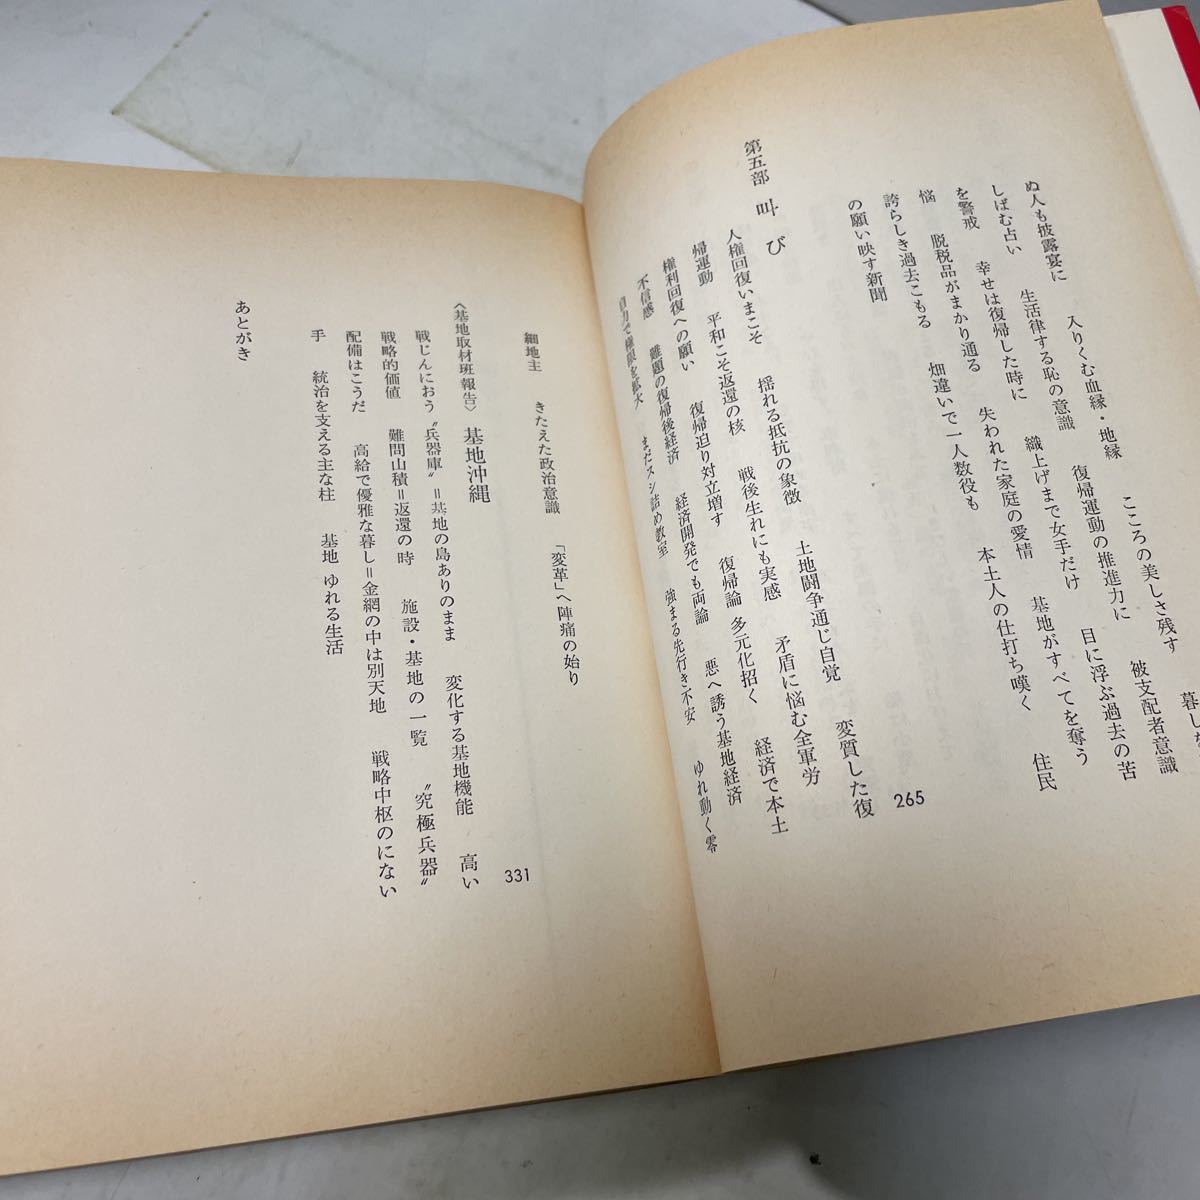 暮し
ぬ人も披露宴に　入りくむ血縁・地縁　こころの美しさ残す
しばむ占い　生活律する恥の意識　復帰運動の推進力に　被支配者意識
を警戒　幸せは復帰した時に　織上げまで女手だけ　目に浮ぶ過去の苦
悩　脱税品がまかり通る　失われた家庭の愛情　基地がすべてを奪う
誇らしき過去こもる　畑違いで一人数役も　本土人の仕打ち嘆く　住民
の願い映す新聞
第五部　叫び
265
人権回復いまこそ　揺れる抵抗の象徴　土地闘争通じ自覚　変質した復
帰運動　平和こそ返還の核　戦後生れにも実感　矛盾に悩む全軍労
権利回復への願い　復帰迫り対立増す　復帰論　多元化招く　経済で本土
不信感　難題の復帰後経済　経済開発でも両論　悪へ誘う基地経済
自力で権限を拡大　まだスシ詰め教室　強まる先行き不安　ゆれ動く零
細地主　きたえた政治意識　「変革」へ陣痛の始り
〈基地取材班報告〉　基地沖縄
331
戦じんにおう〝兵器庫〟＝基地の島ありのまま　変化する基地機能　高い
戦略的価値　難問山積＝返還の時　施設・基地の一覧　〝究極兵器〟
配備はこうだ　高給で優雅な暮し＝金網の中は別天地　戦略中枢のにない
手　統治を支える主な柱　基地　ゆれる生活
あとがき